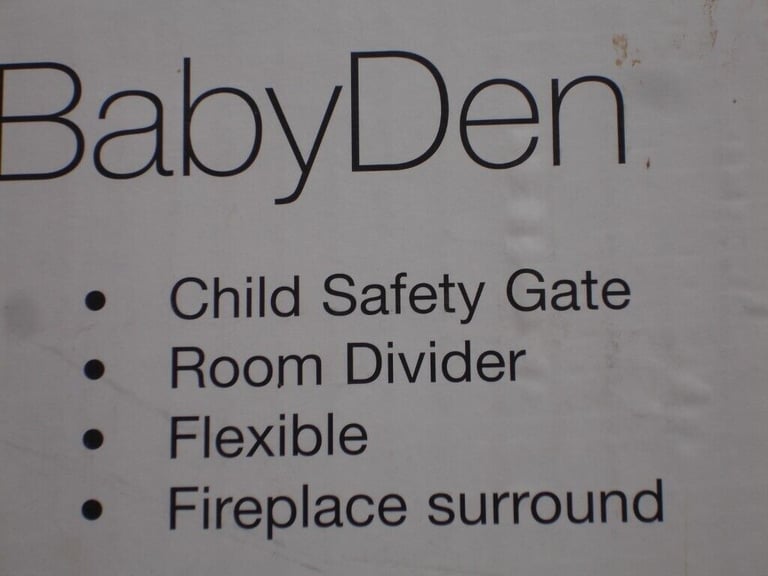 BabyDen
• Child Safety Gate
• Room Divider
• Flexible
• Fireplace surround